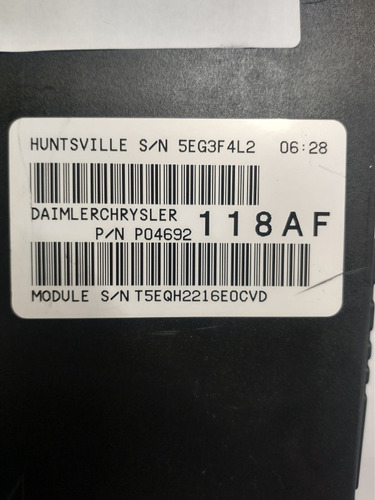 HUNTSVILLE S/N 5EG3F4L2 06:28
DAIMLERCHRYSLER
P/N P04692 118AF
MODULE S/N T5EQH2216E0CVD